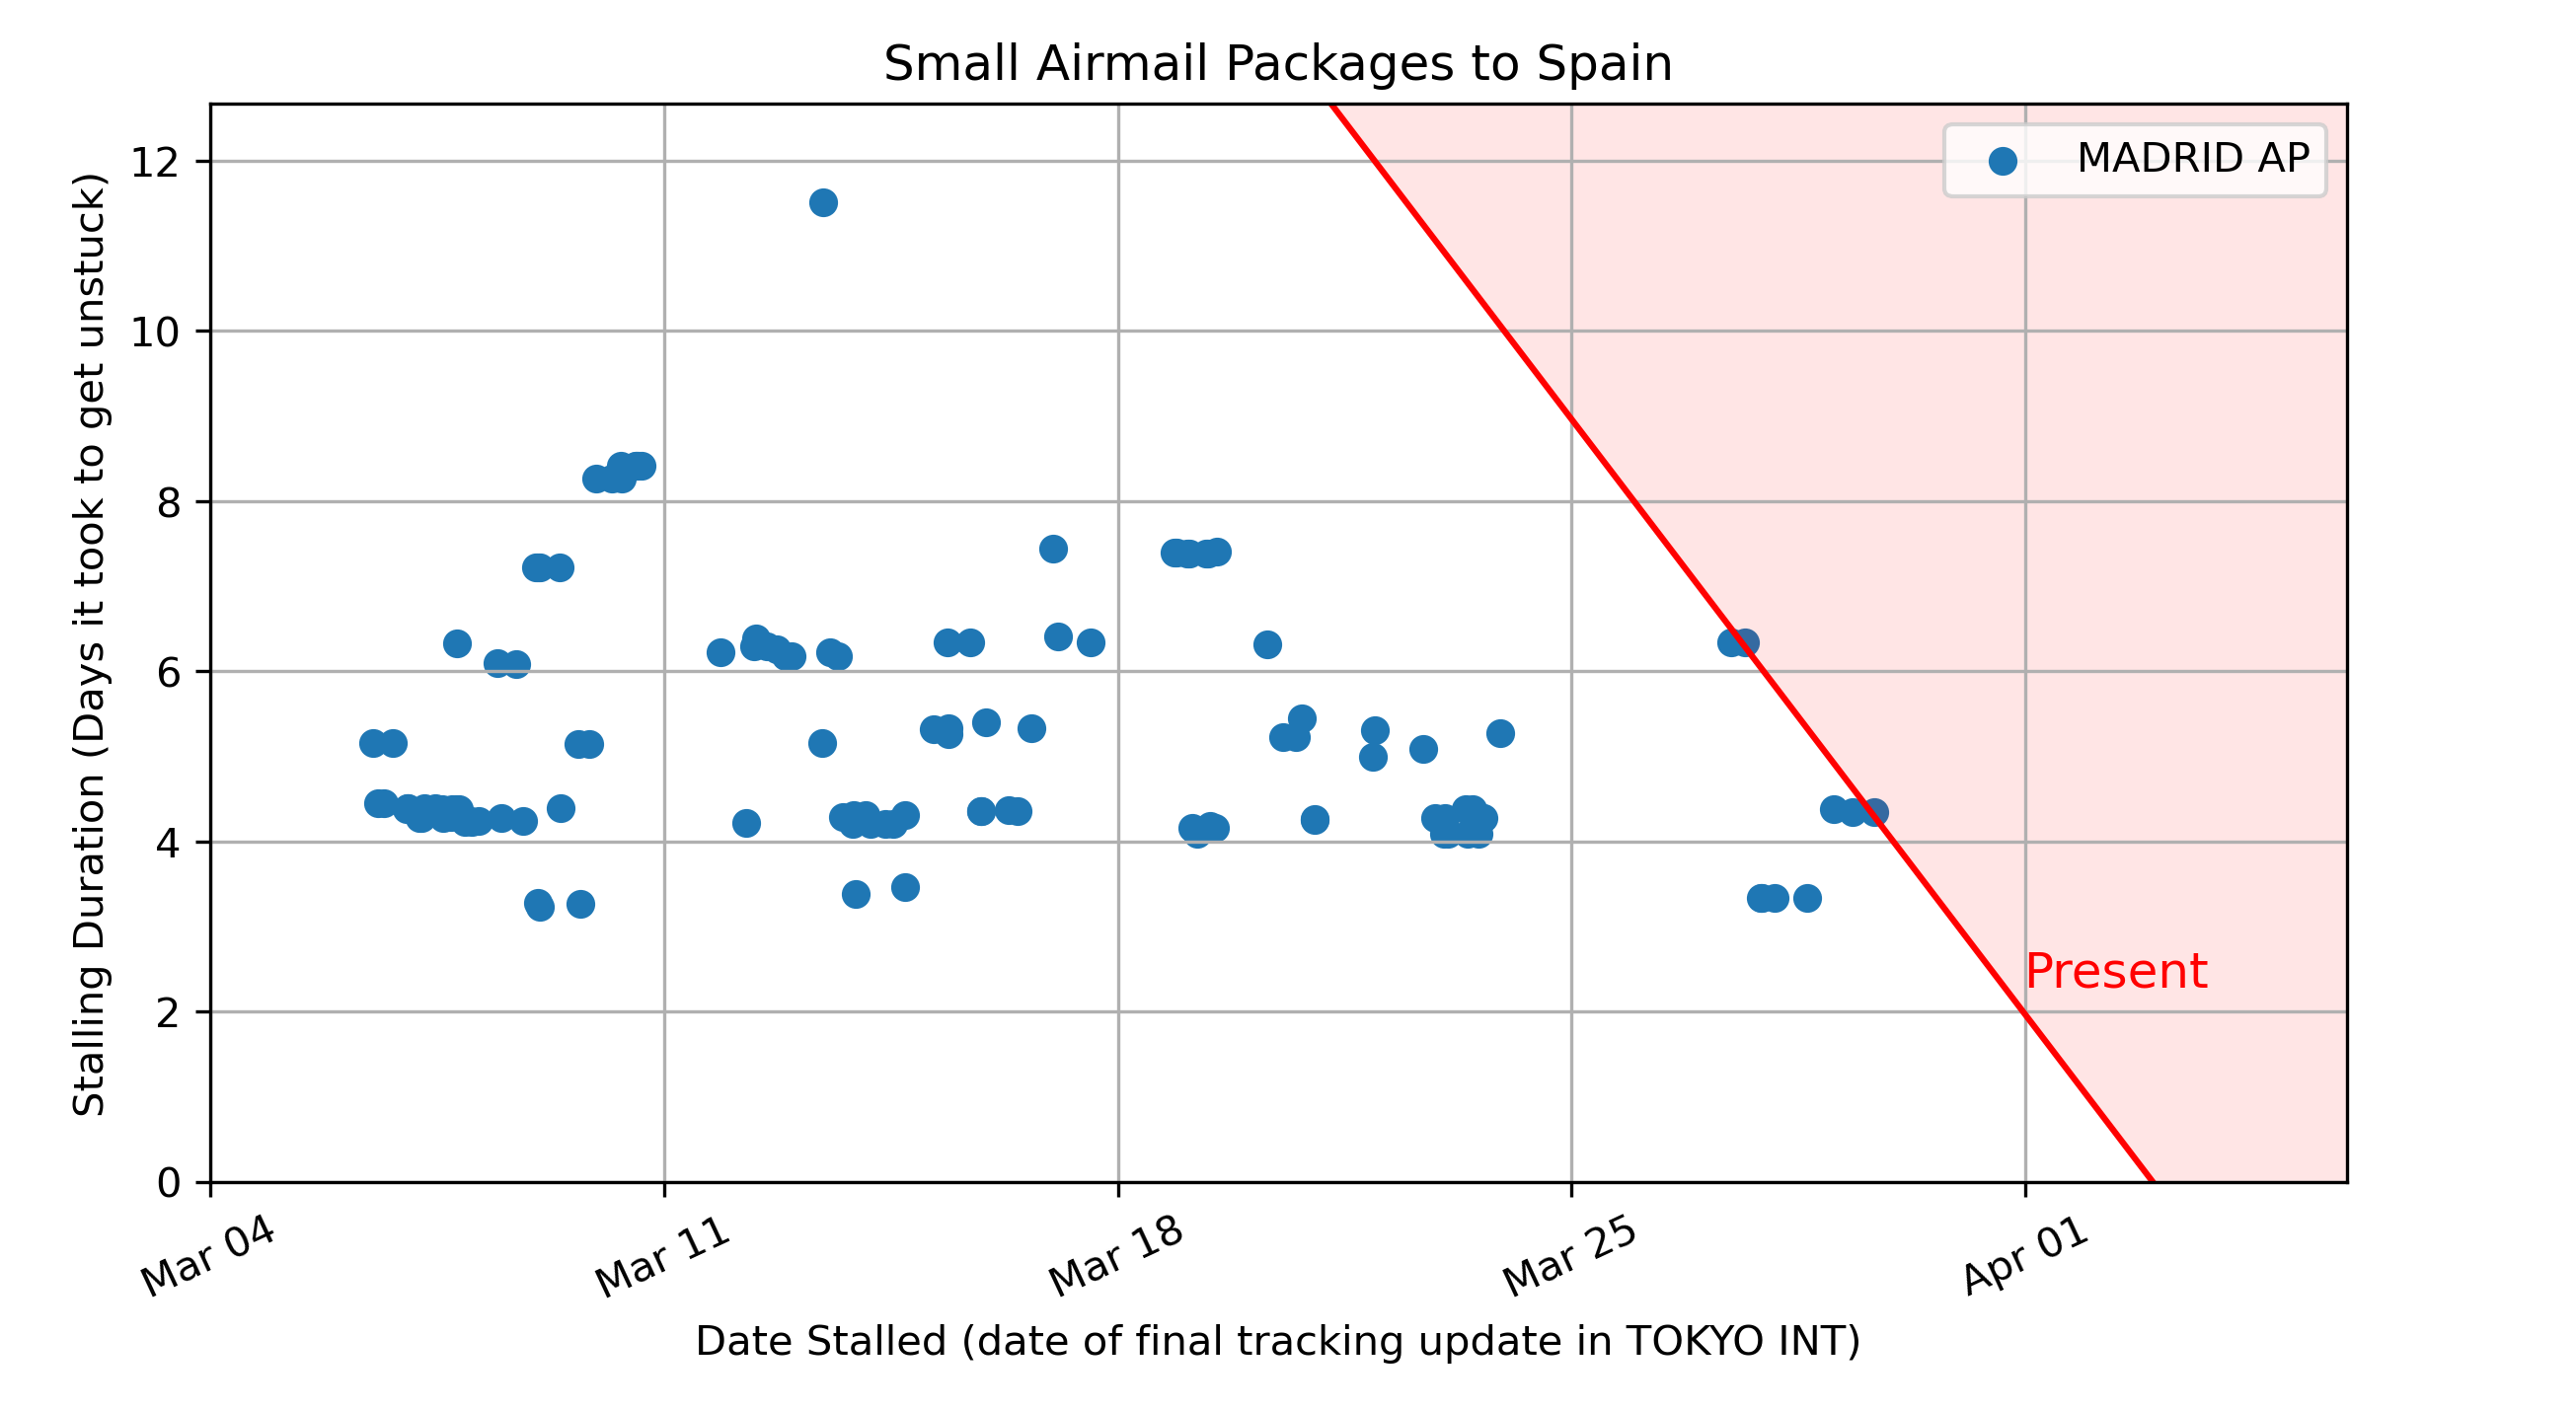 Small Airmail Packages to Spain
MADRID AP
Stalling Duration (Days it took to get unstuck)
12
10
8
6
4
2
0
Present
Mar 04
Mar 11
Mar 18
Mar 25
Apr 01
Date Stalled (date of final tracking update in TOKYO INT)